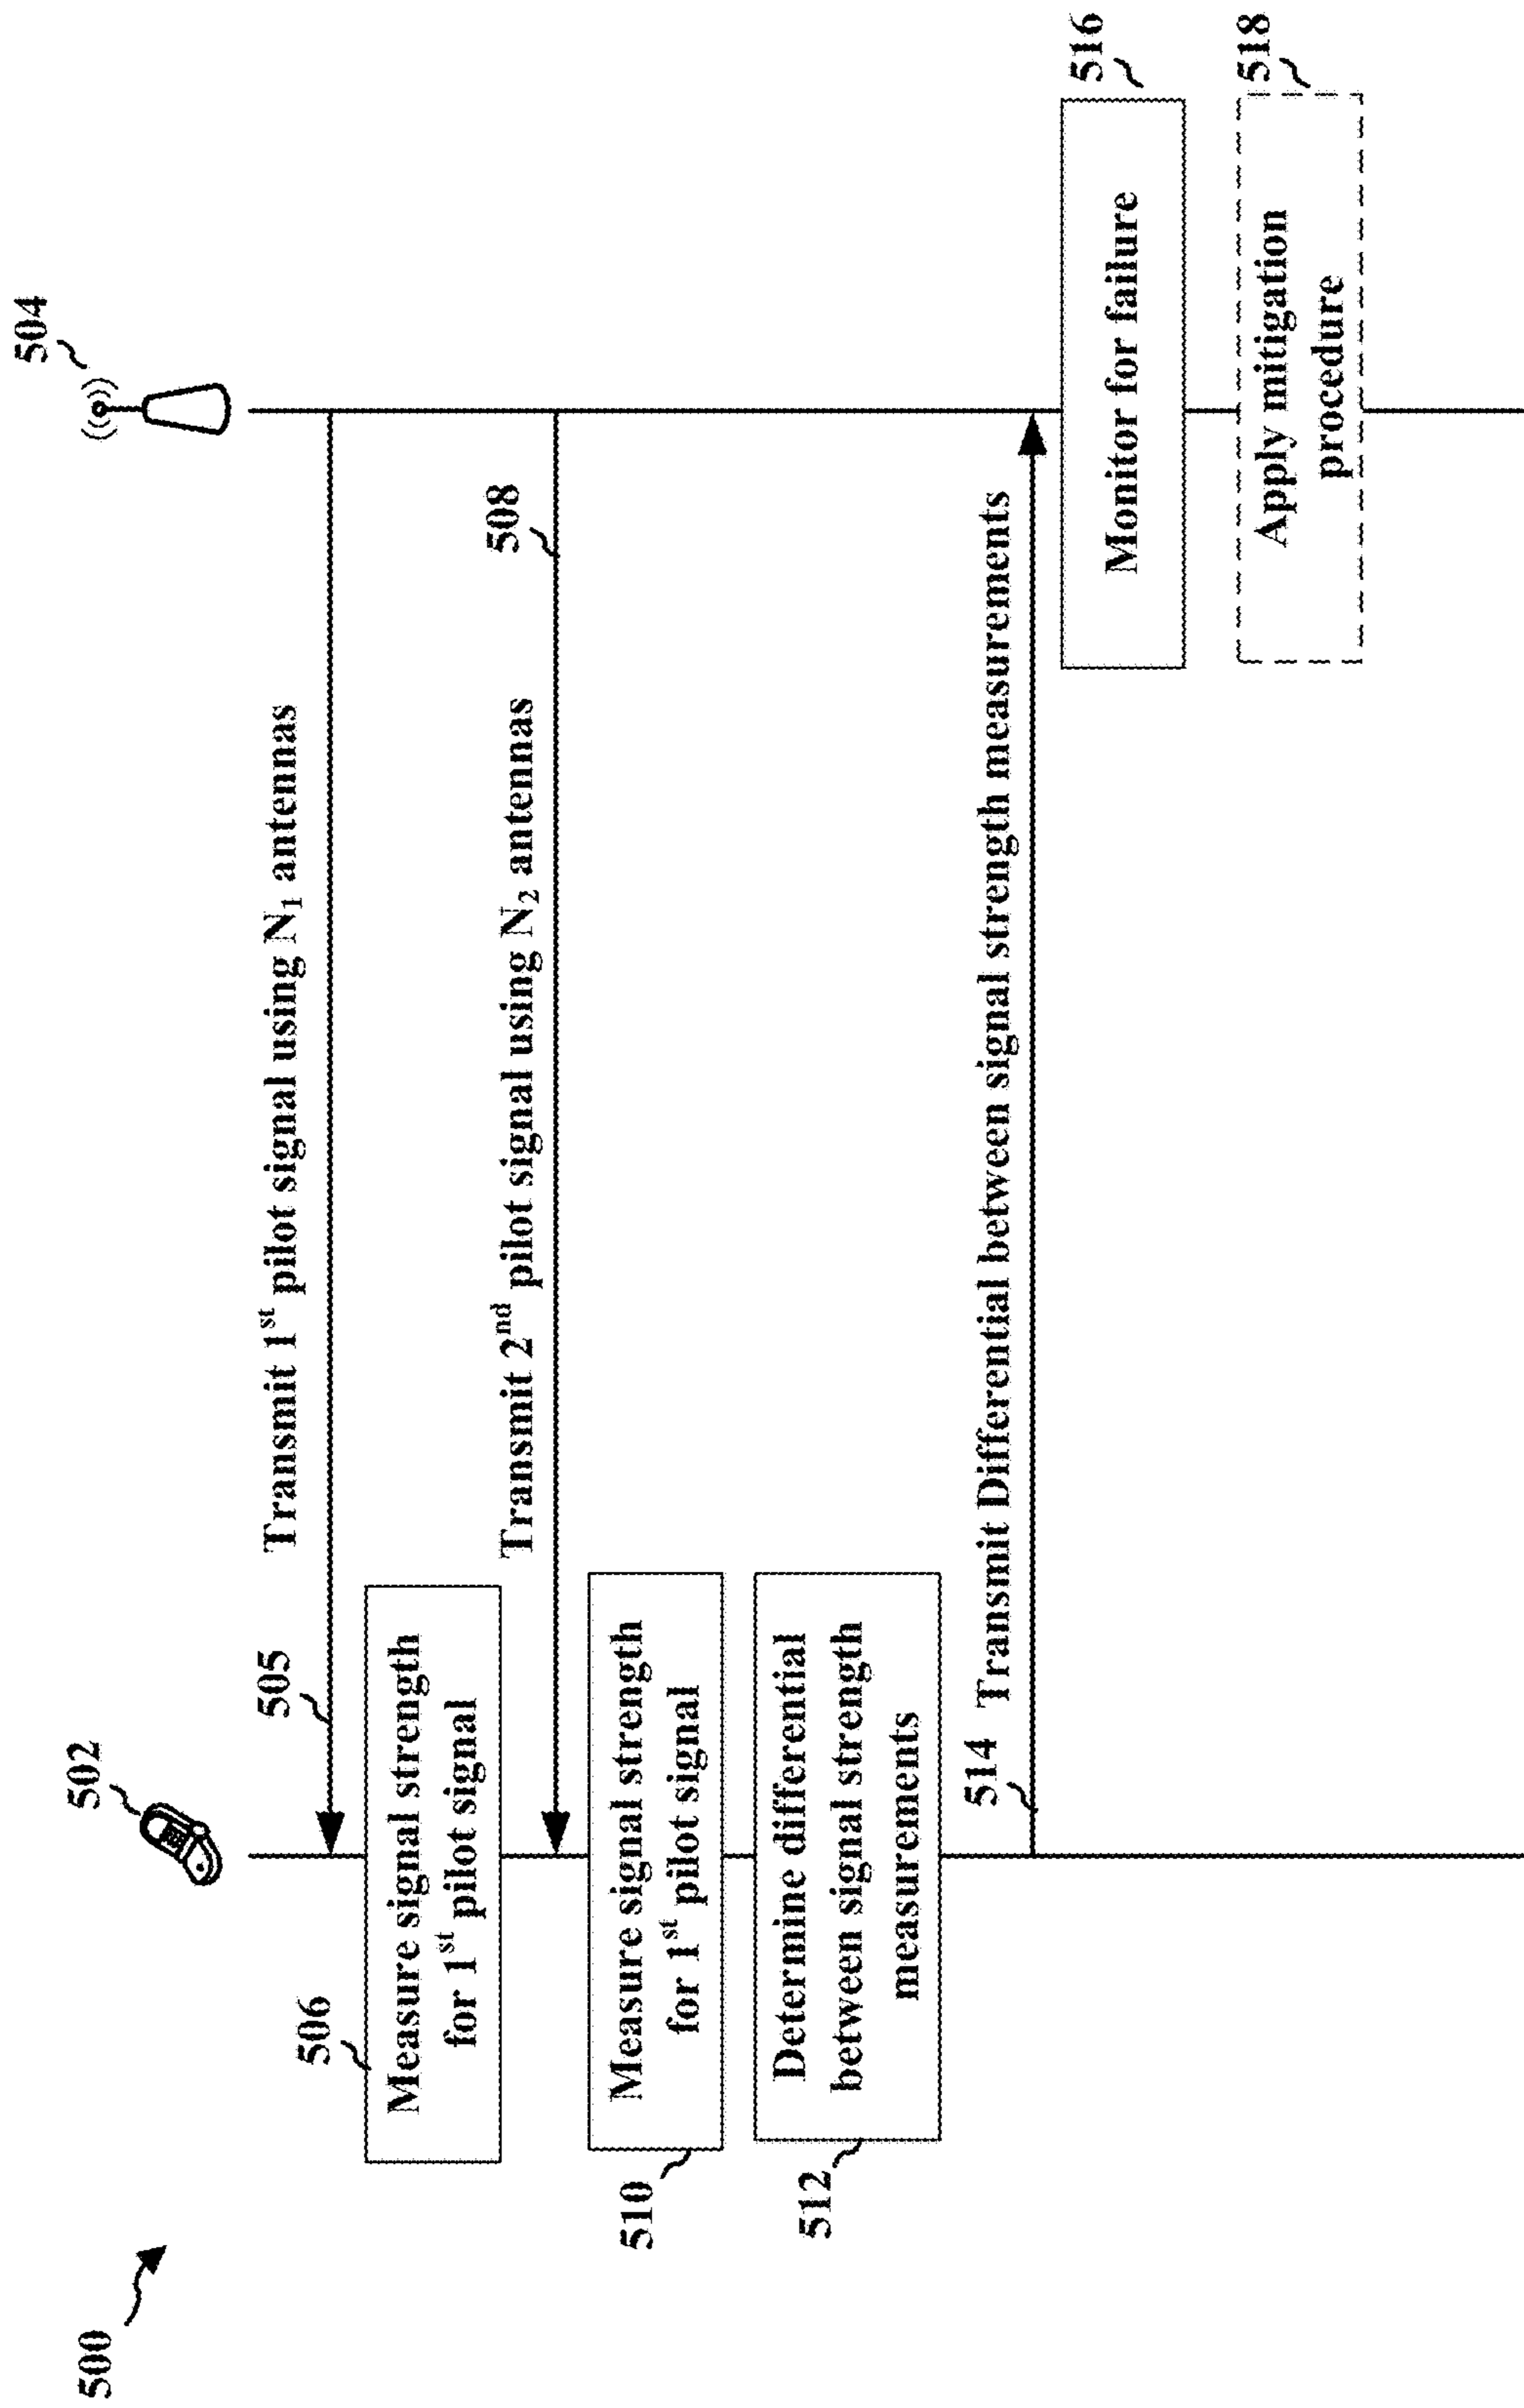 500
502
504
505
Transmit 1st pilot signal using N1 antennas
506
Measure signal strength
for 1st pilot signal
508
Transmit 2nd pilot signal using N2 antennas
510
Measure signal strength
for 1st pilot signal
512
Determine differential
between signal strength
measurements
514
Transmit Differential between signal strength measurements
516
Monitor for failure
518
Apply mitigation
procedure